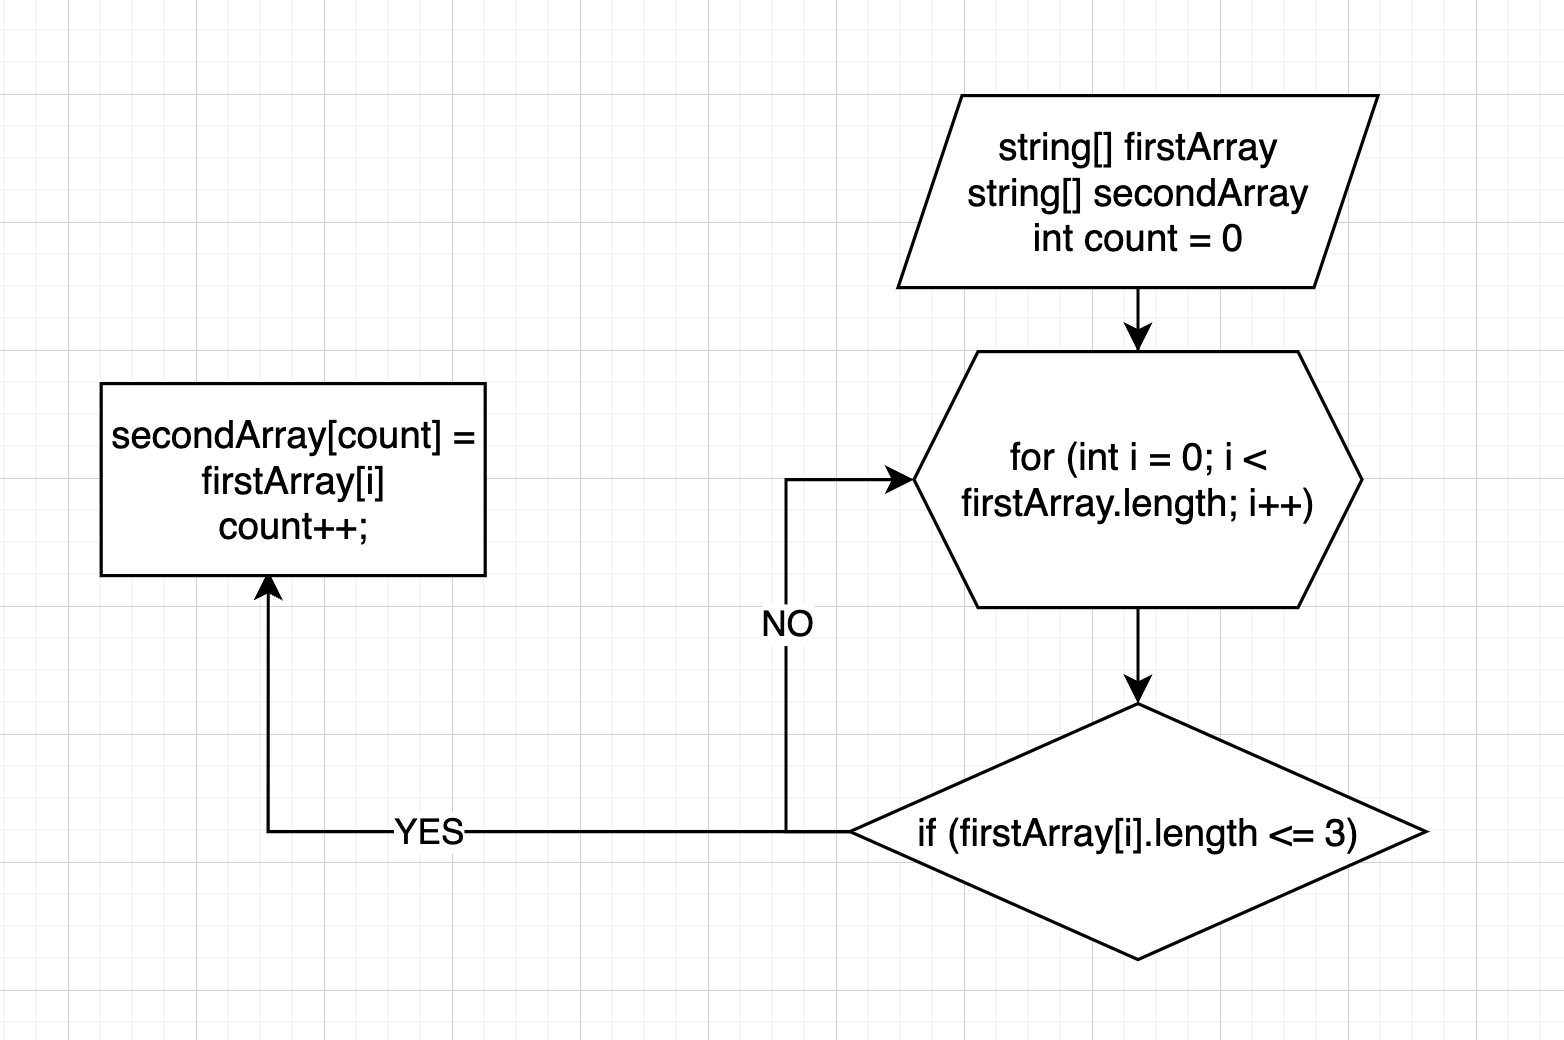 string[] firstArray
string[] secondArray
int count = 0
secondArray[count] =
firstArray[i]
count++;
for (int i = 0; i <
firstArray.length; i++)
NO
YES
if (firstArray[i].length <= 3)